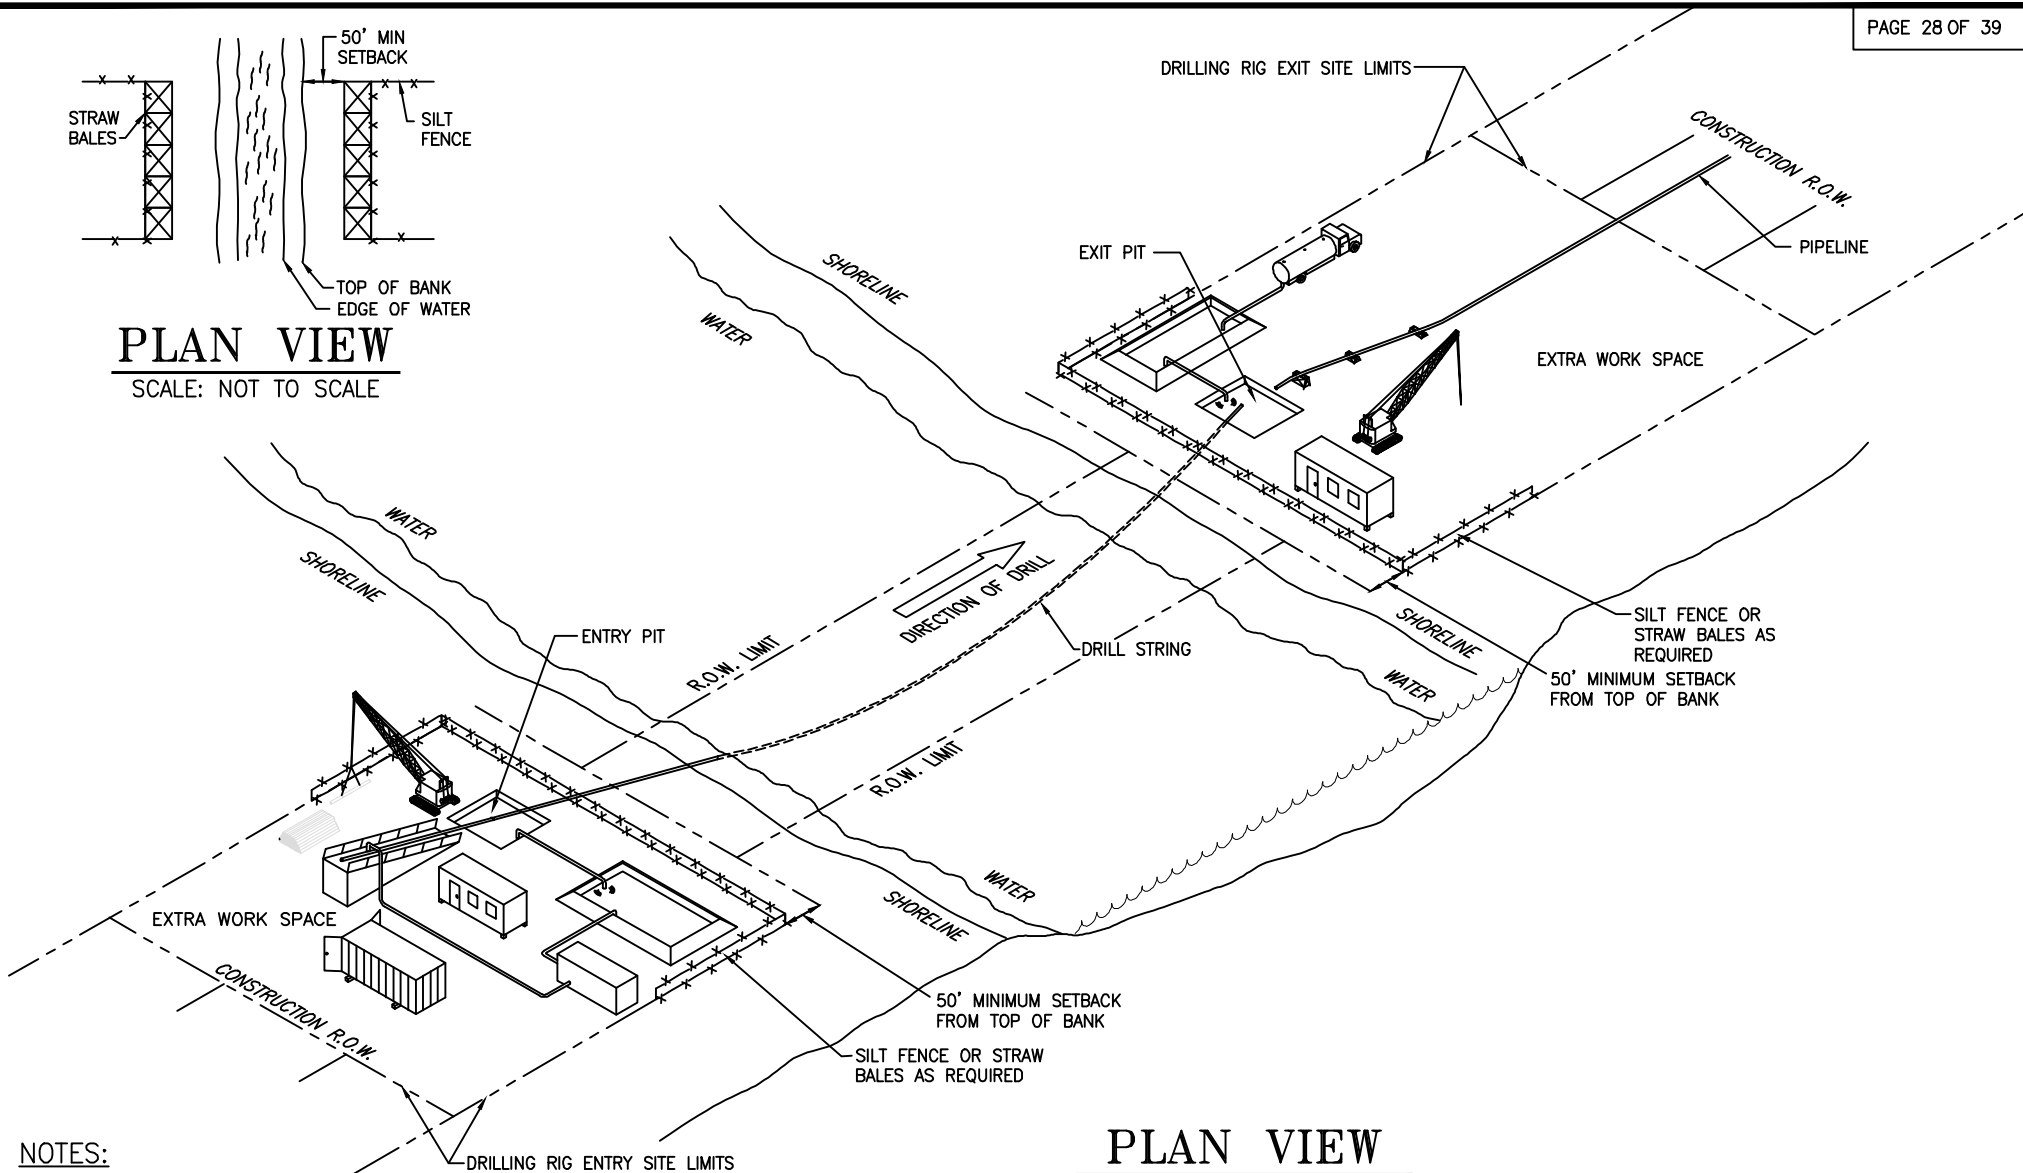 PAGE 28 OF 39
50' MIN
SETBACK
STRAW
BALES
SILT
FENCE
TOP OF BANK
EDGE OF WATER
PLAN VIEW
SCALE: NOT TO SCALE
DRILLING RIG EXIT SITE LIMITS
CONSTRUCTION R.O.W.
PIPELINE
EXIT PIT
SHORELINE
WATER
EXTRA WORK SPACE
WATER
SHORELINE
DIRECTION OF DRILL
ENTRY PIT
R.O.W. LIMIT
DRILL STRING
SHORELINE
WATER
SILT FENCE OR
STRAW BALES AS
REQUIRED
50' MINIMUM SETBACK
FROM TOP OF BANK
R.O.W. LIMIT
WATER
SHORELINE
EXTRA WORK SPACE
CONSTRUCTION R.O.W.
50' MINIMUM SETBACK
FROM TOP OF BANK
SILT FENCE OR STRAW
BALES AS REQUIRED
DRILLING RIG ENTRY SITE LIMITS
NOTES:
PLAN VIEW